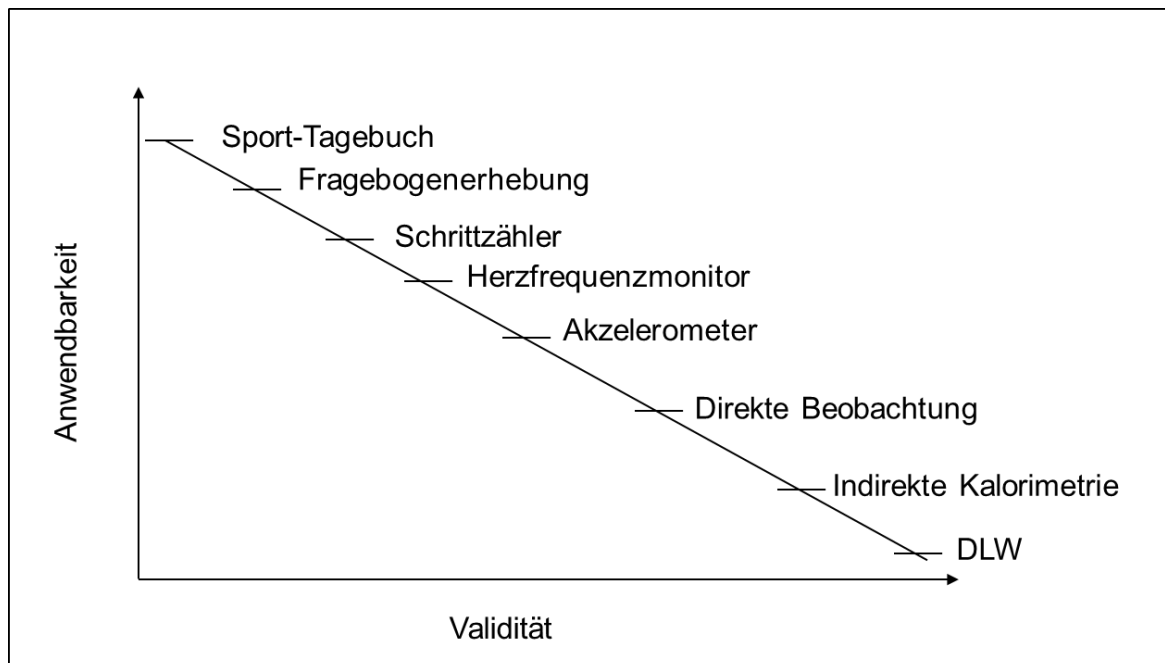 Sport-Tagebuch
Fragebogenerhebung
Schrittzähler
Herzfrequenzmonitor
Akzelerometer
Direkte Beobachtung
Indirekte Kalorimetrie
DLW
Anwendbarkeit
Validität